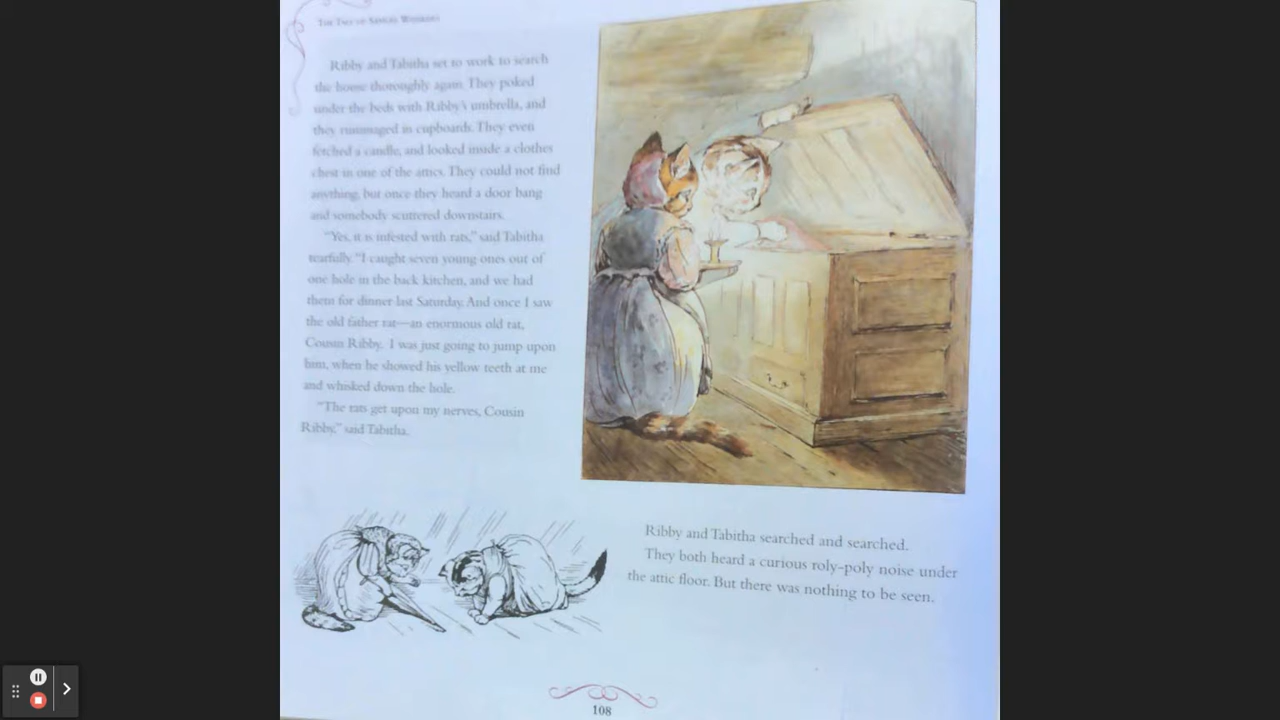 The Tale of Samuel Whiskers
Ribby and Tabitha set to work to search
the house thoroughly again. They poked
under the beds with Ribby's umbrella, and
they rummaged in cupboards. They even
fetched a candle, and looked inside a clothes
chest in one of the attics. They could not find
anything, but once they heard a door bang
and somebody scuttered downstairs.
"Yes, it is infested with rats," said Tabitha
tearfully. "I caught seven young ones out of
one hole in the back kitchen, and we had
them for dinner last Saturday. And once I saw
the old father rat—an enormous old rat,
Cousin Ribby. I was just going to jump upon
him, when he showed his yellow teeth at me
and whisked down the hole.
"The rats get upon my nerves, Cousin
Ribby," said Tabitha.
Ribby and Tabitha searched and searched.
They both heard a curious roly-poly noise under
the attic floor. But there was nothing to be seen.
108